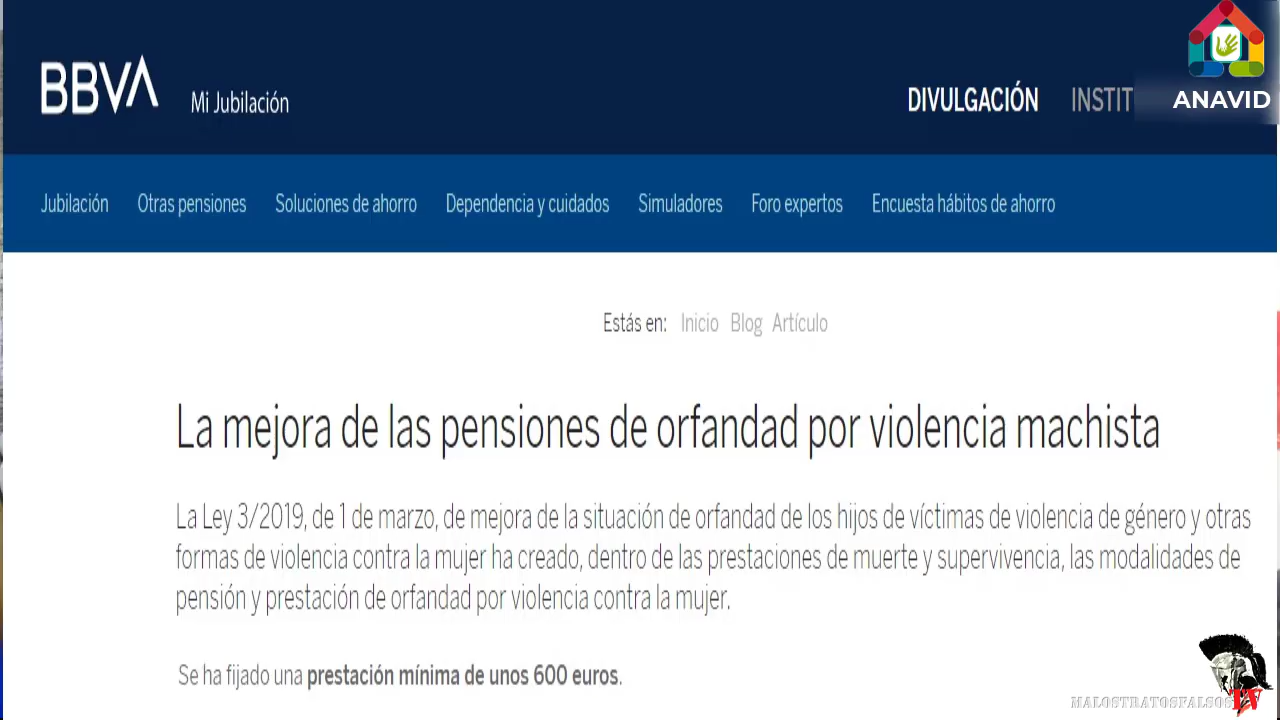 BBVA Mi Jubilación
DIVULGACIÓN INSTIT
ANAVID
Jubilación Otras pensiones Soluciones de ahorro Dependencia y cuidados Simuladores Foro expertos Encuesta hábitos de ahorro
Estás en: Inicio Blog Artículo
La mejora de las pensiones de orfandad por violencia machista
La Ley 3/2019, de 1 de marzo, de mejora de la situación de orfandad de los hijos de víctimas de violencia de género y otras
formas de violencia contra la mujer ha creado, dentro de las prestaciones de muerte y supervivencia, las modalidades de
pensión y prestación de orfandad por violencia contra la mujer.
Se ha fijado una prestación mínima de unos 600 euros.
MALOSTRATOSFALSOS TV